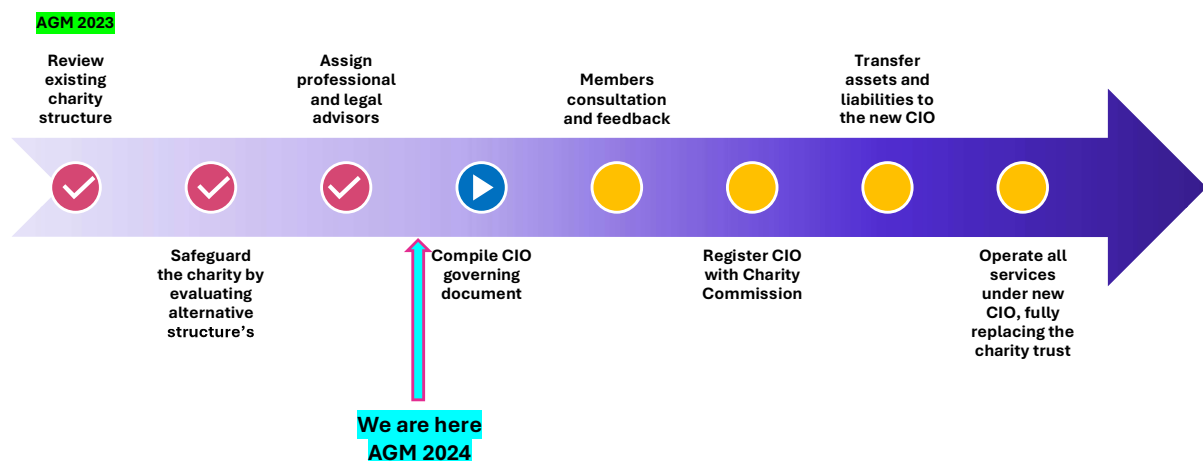 AGM 2023
Review
existing
charity
structure
Safeguard
the charity by
evaluating
alternative
structure's
Assign
professional
and legal
advisors
We are here
AGM 2024
Compile CIO
governing
document
Members
consultation
and feedback
Register CIO
with Charity
Commission
Transfer
assets and
liabilities to
the new CIO
Operate all
services
under new
CIO, fully
replacing the
charity trust